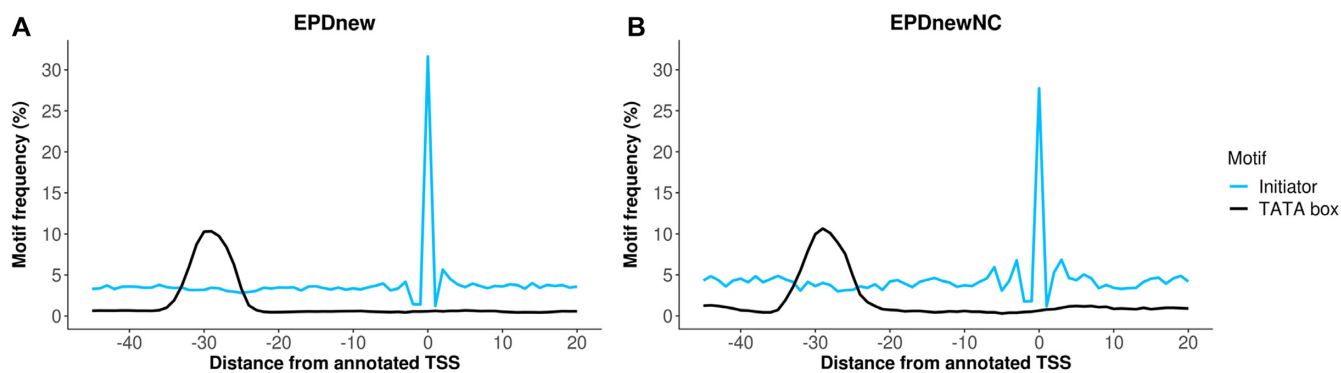 A
EPDnew
Motif frequency (%)
30
25
20
15
10
5
0
-40 -30 -20 -10 0 10 20
Distance from annotated TSS
B
EPDnewNC
Motif frequency (%)
30
25
20
15
10
5
0
-40 -30 -20 -10 0 10 20
Distance from annotated TSS
Motif
Initiator
TATA box